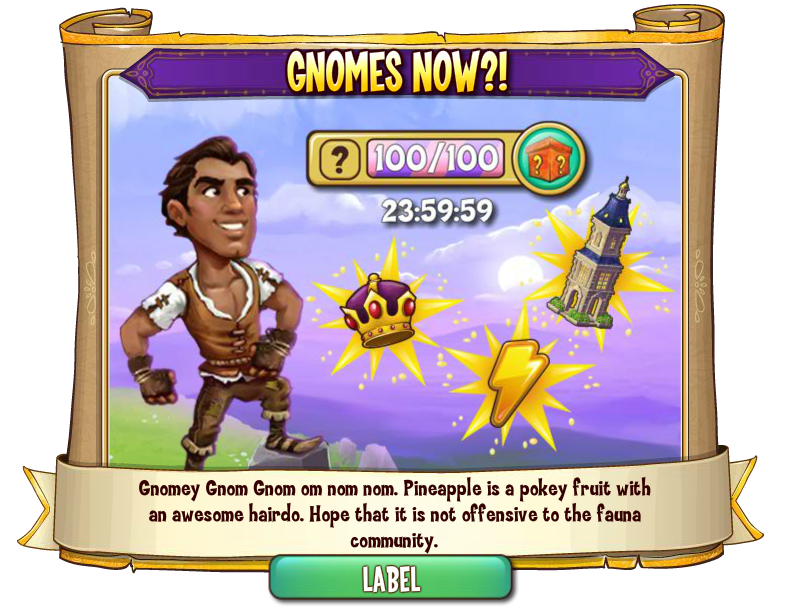 GNOMES NOW?!
? 100/100 ? ?
23:59:59
Gnomey Gnom Gnom om nom nom. Pineapple is a pokey fruit with
an awesome hairdo. Hope that it is not offensive to the fauna
community.
LABEL